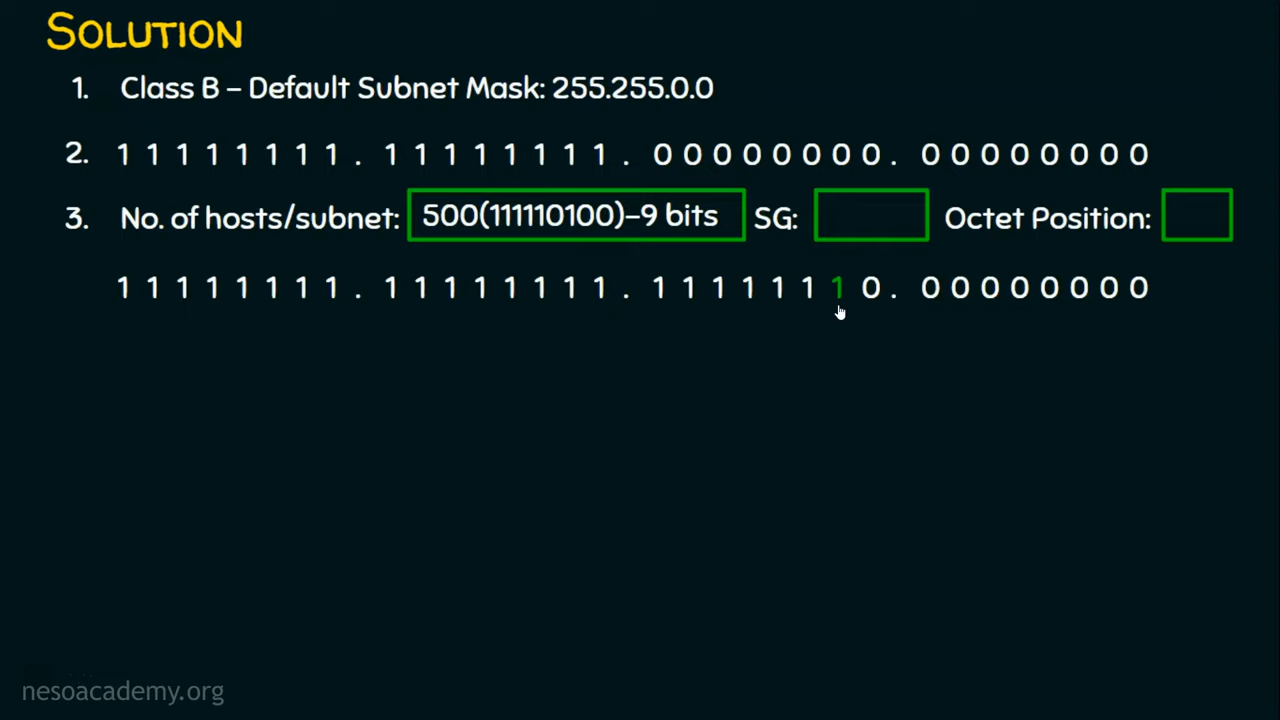 SOLUTION
1. Class B – Default Subnet Mask: 255.255.0.0
2. 1 1 1 1 1 1 1 1 . 1 1 1 1 1 1 1 1 . 0 0 0 0 0 0 0 0 . 0 0 0 0 0 0 0 0
3. No. of hosts/subnet: 500(111110100)–9 bits SG: Octet Position:
1 1 1 1 1 1 1 1 . 1 1 1 1 1 1 1 1 . 1 1 1 1 1 1 1 0 . 0 0 0 0 0 0 0 0
nesoacademy.org